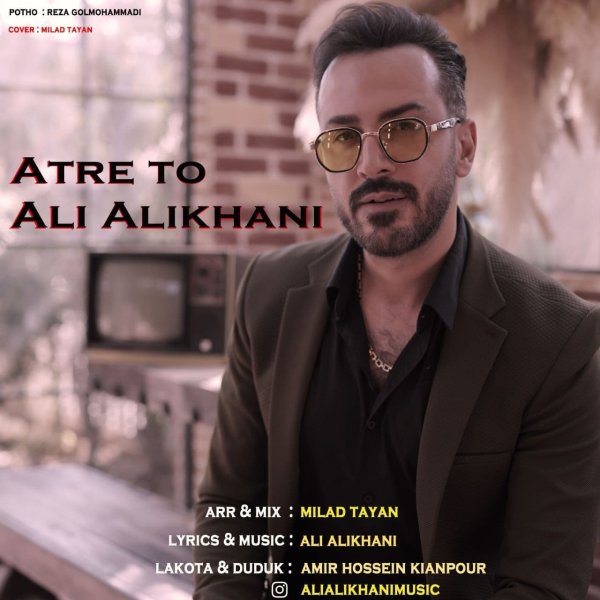 POTHO : REZA GOLMOHAMMADI
COVER : MILAD TAYAN
ATRE TO
ALI ALIKHANI
ARR & MIX : MILAD TAYAN
LYRICS & MUSIC : ALI ALIKHANI
LAKOTA & DUDUK : AMIR HOSSEIN KIANPOUR
ALIALIKHANIMUSIC